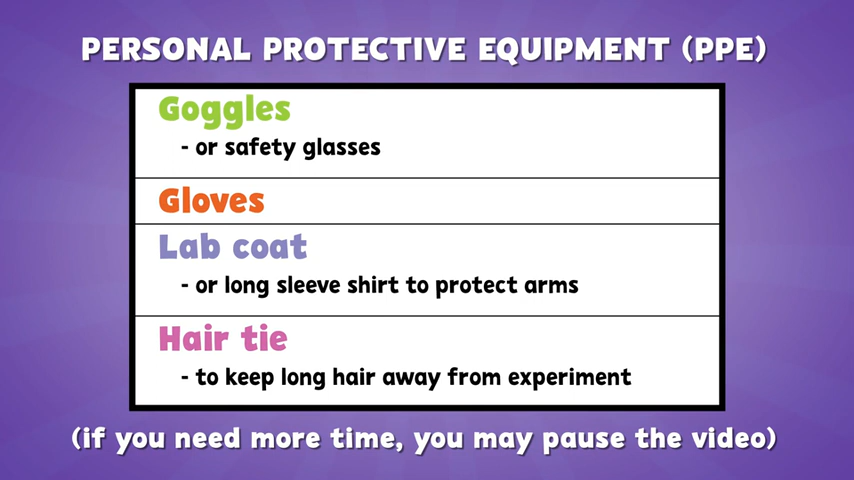 PERSONAL PROTECTIVE EQUIPMENT (PPE)
Goggles
- or safety glasses
Gloves
Lab coat
- or long sleeve shirt to protect arms
Hair tie
- to keep long hair away from experiment
(if you need more time, you may pause the video)